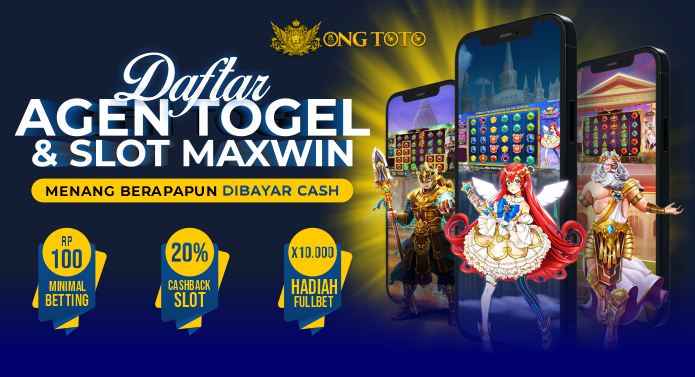 ONG TOTO
Daftar
AGEN TOGEL
& SLOT MAXWIN
MENANG BERAPAPUN DIBAYAR CASH
RP
100
MINIMAL
BETTING
20%
CASHBACK
SLOT
X10.000
HADIAH
FULLBET